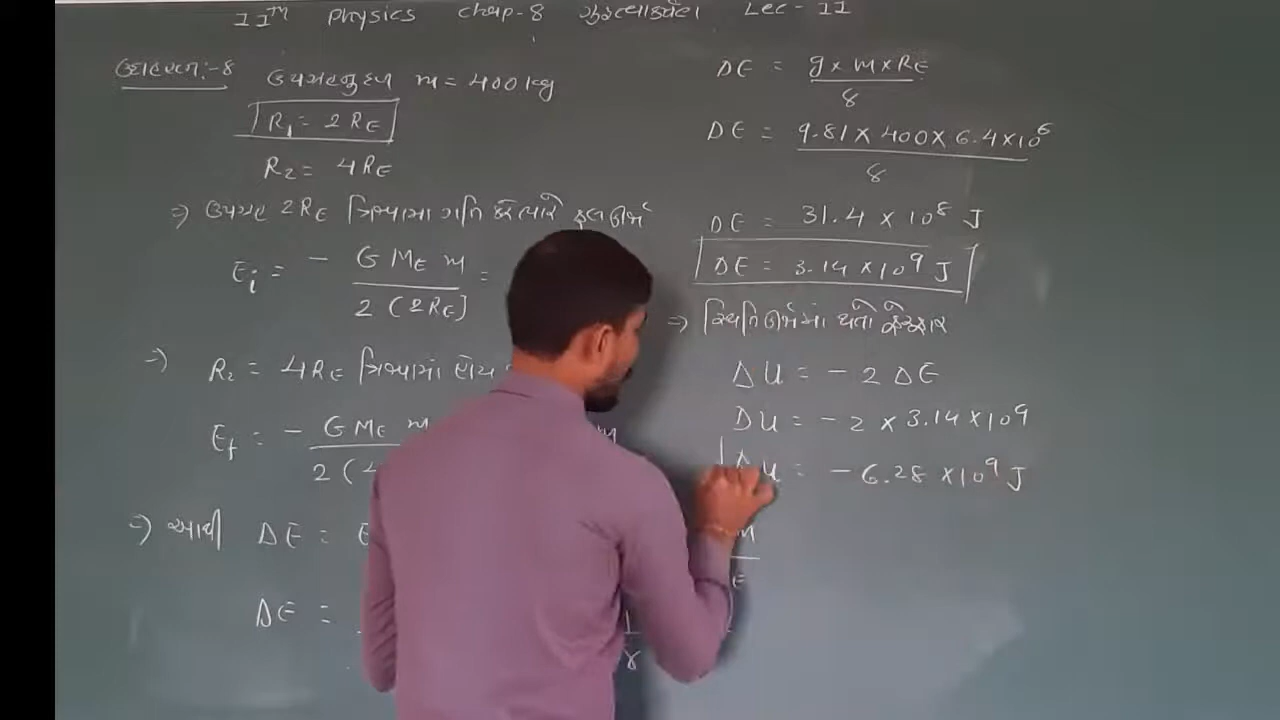 11th Physics Chap-8 ગુરુત્વાકર્ષણ Lec-11
ઉદાહરણ:-8 ઉપગ્રહનું દળ m = 400 kg
R₁ = 2RE
R₂ = 4RE
⇒ ઉપગ્રહ 2RE ત્રિજ્યામાં ગતિ કરે ત્યારે કુલ ઊર્જા
Ei = - G ME m / 2(2RE) =
⇒ R₂ = 4RE ત્રિજ્યામાં હોય
Ef = - G ME m / 2(4
⇒ આથી ΔE = E
ΔE =
ΔE = g × m × RE / 8
ΔE = 9.81 × 400 × 6.4 × 10⁶ / 8
ΔE = 31.4 × 10⁸ J
ΔE = 3.14 × 10⁹ J
⇒ સ્થિતિઊર્જામાં થતો ફેરફાર
ΔU = - 2 ΔE
ΔU = - 2 × 3.14 × 10⁹
ΔU = - 6.28 × 10⁹ J